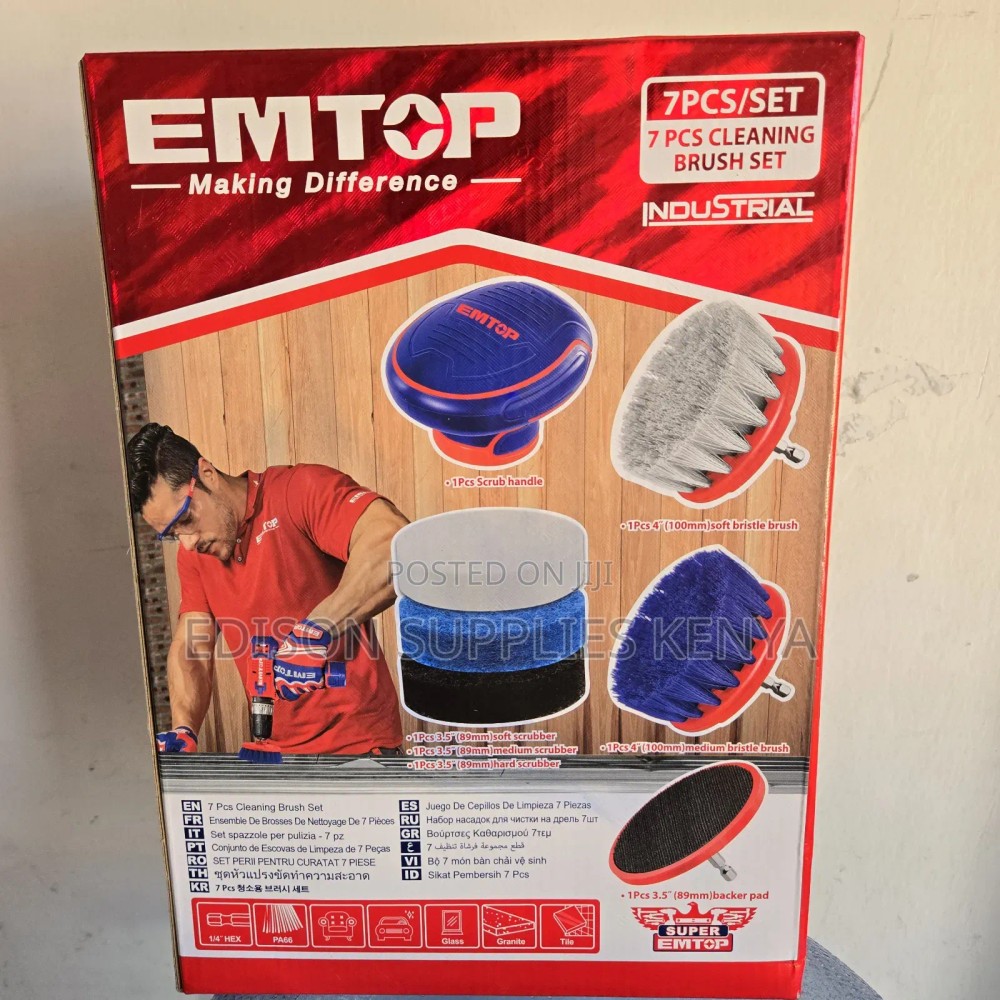 EMTOP
Making Difference
7PCS/SET
7 PCS CLEANING
BRUSH SET
INDUSTRIAL
EMTOP
• 1Pcs Scrub handle
• 1Pcs 4" (100mm)soft bristle brush
EMTOP
POSTED ON JIJI
EDISON SUPPLIES KENYA
EMTOP
EMTOP
• 1Pcs 3.5" (89mm)soft scrubber
• 1Pcs 3.5" (89mm)medium scrubber
• 1Pcs 3.5" (89mm)hard scrubber
• 1Pcs 4" (100mm)medium bristle brush
EN 7 Pcs Cleaning Brush Set
FR Ensemble De Brosses De Nettoyage De 7 Pièces
IT Set spazzole per pulizia - 7 pz
PT Conjunto de Escovas de Limpeza de 7 Peças
RO SET PERII PENTRU CURATAT 7 PIESE
TH ชุดหัวแปรงขัดทำความสะอาด
KR 7 Pcs 청소용 브러시 세트
ES Juego De Cepillos De Limpieza 7 Piezas
RU Набор насадок для чистки на дрель 7шт
GR Βούρτσες Καθαρισμού 7τεμ
ع قطع مجموعة فرشاة تنظيف 7
VI Bộ 7 món bàn chải vệ sinh
ID Sikat Pembersih 7 Pcs
• 1Pcs 3.5" (89mm)backer pad
1/4" HEX
PA66
Glass
Granite
Tile
SUPER
EMTOP